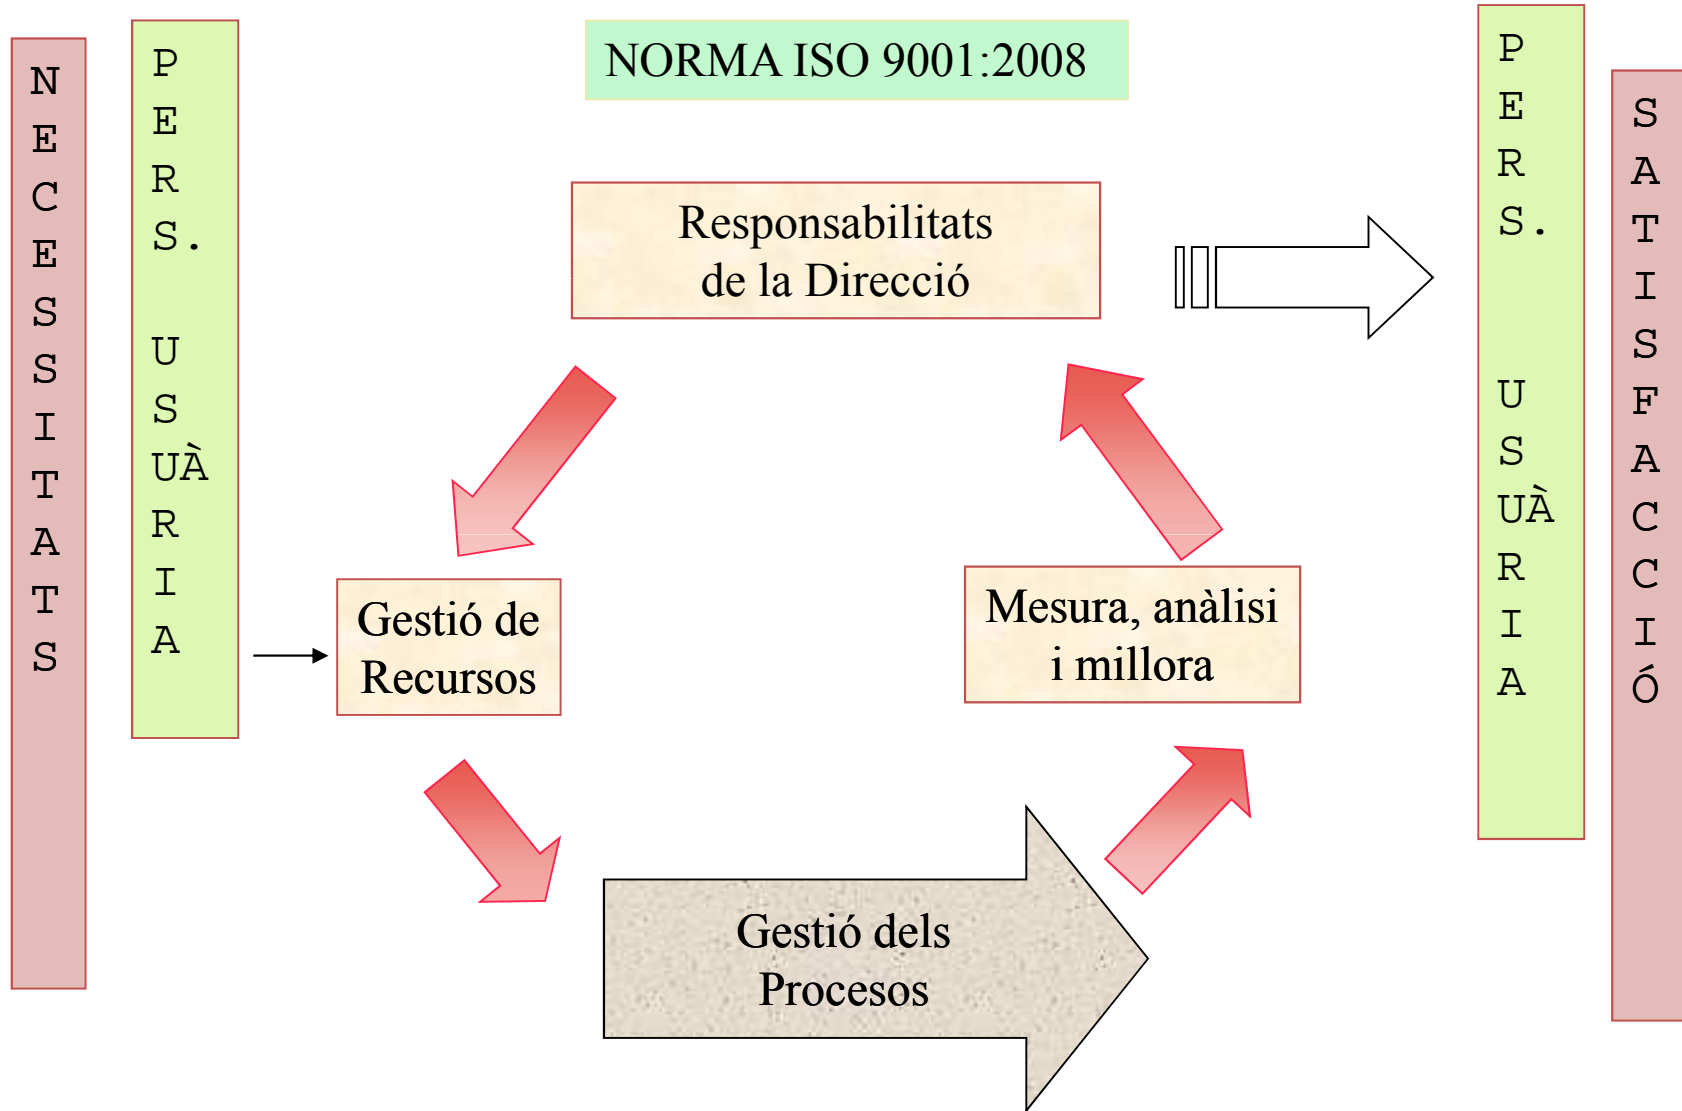 NECESSITATS
PERS. USUÀRIA
NORMA ISO 9001:2008
Responsabilitats
de la Direcció
Gestió de
Recursos
Mesura, anàlisi
i millora
Gestió dels
Procesos
PERS. USUÀRIA
SATISFACCIÓ